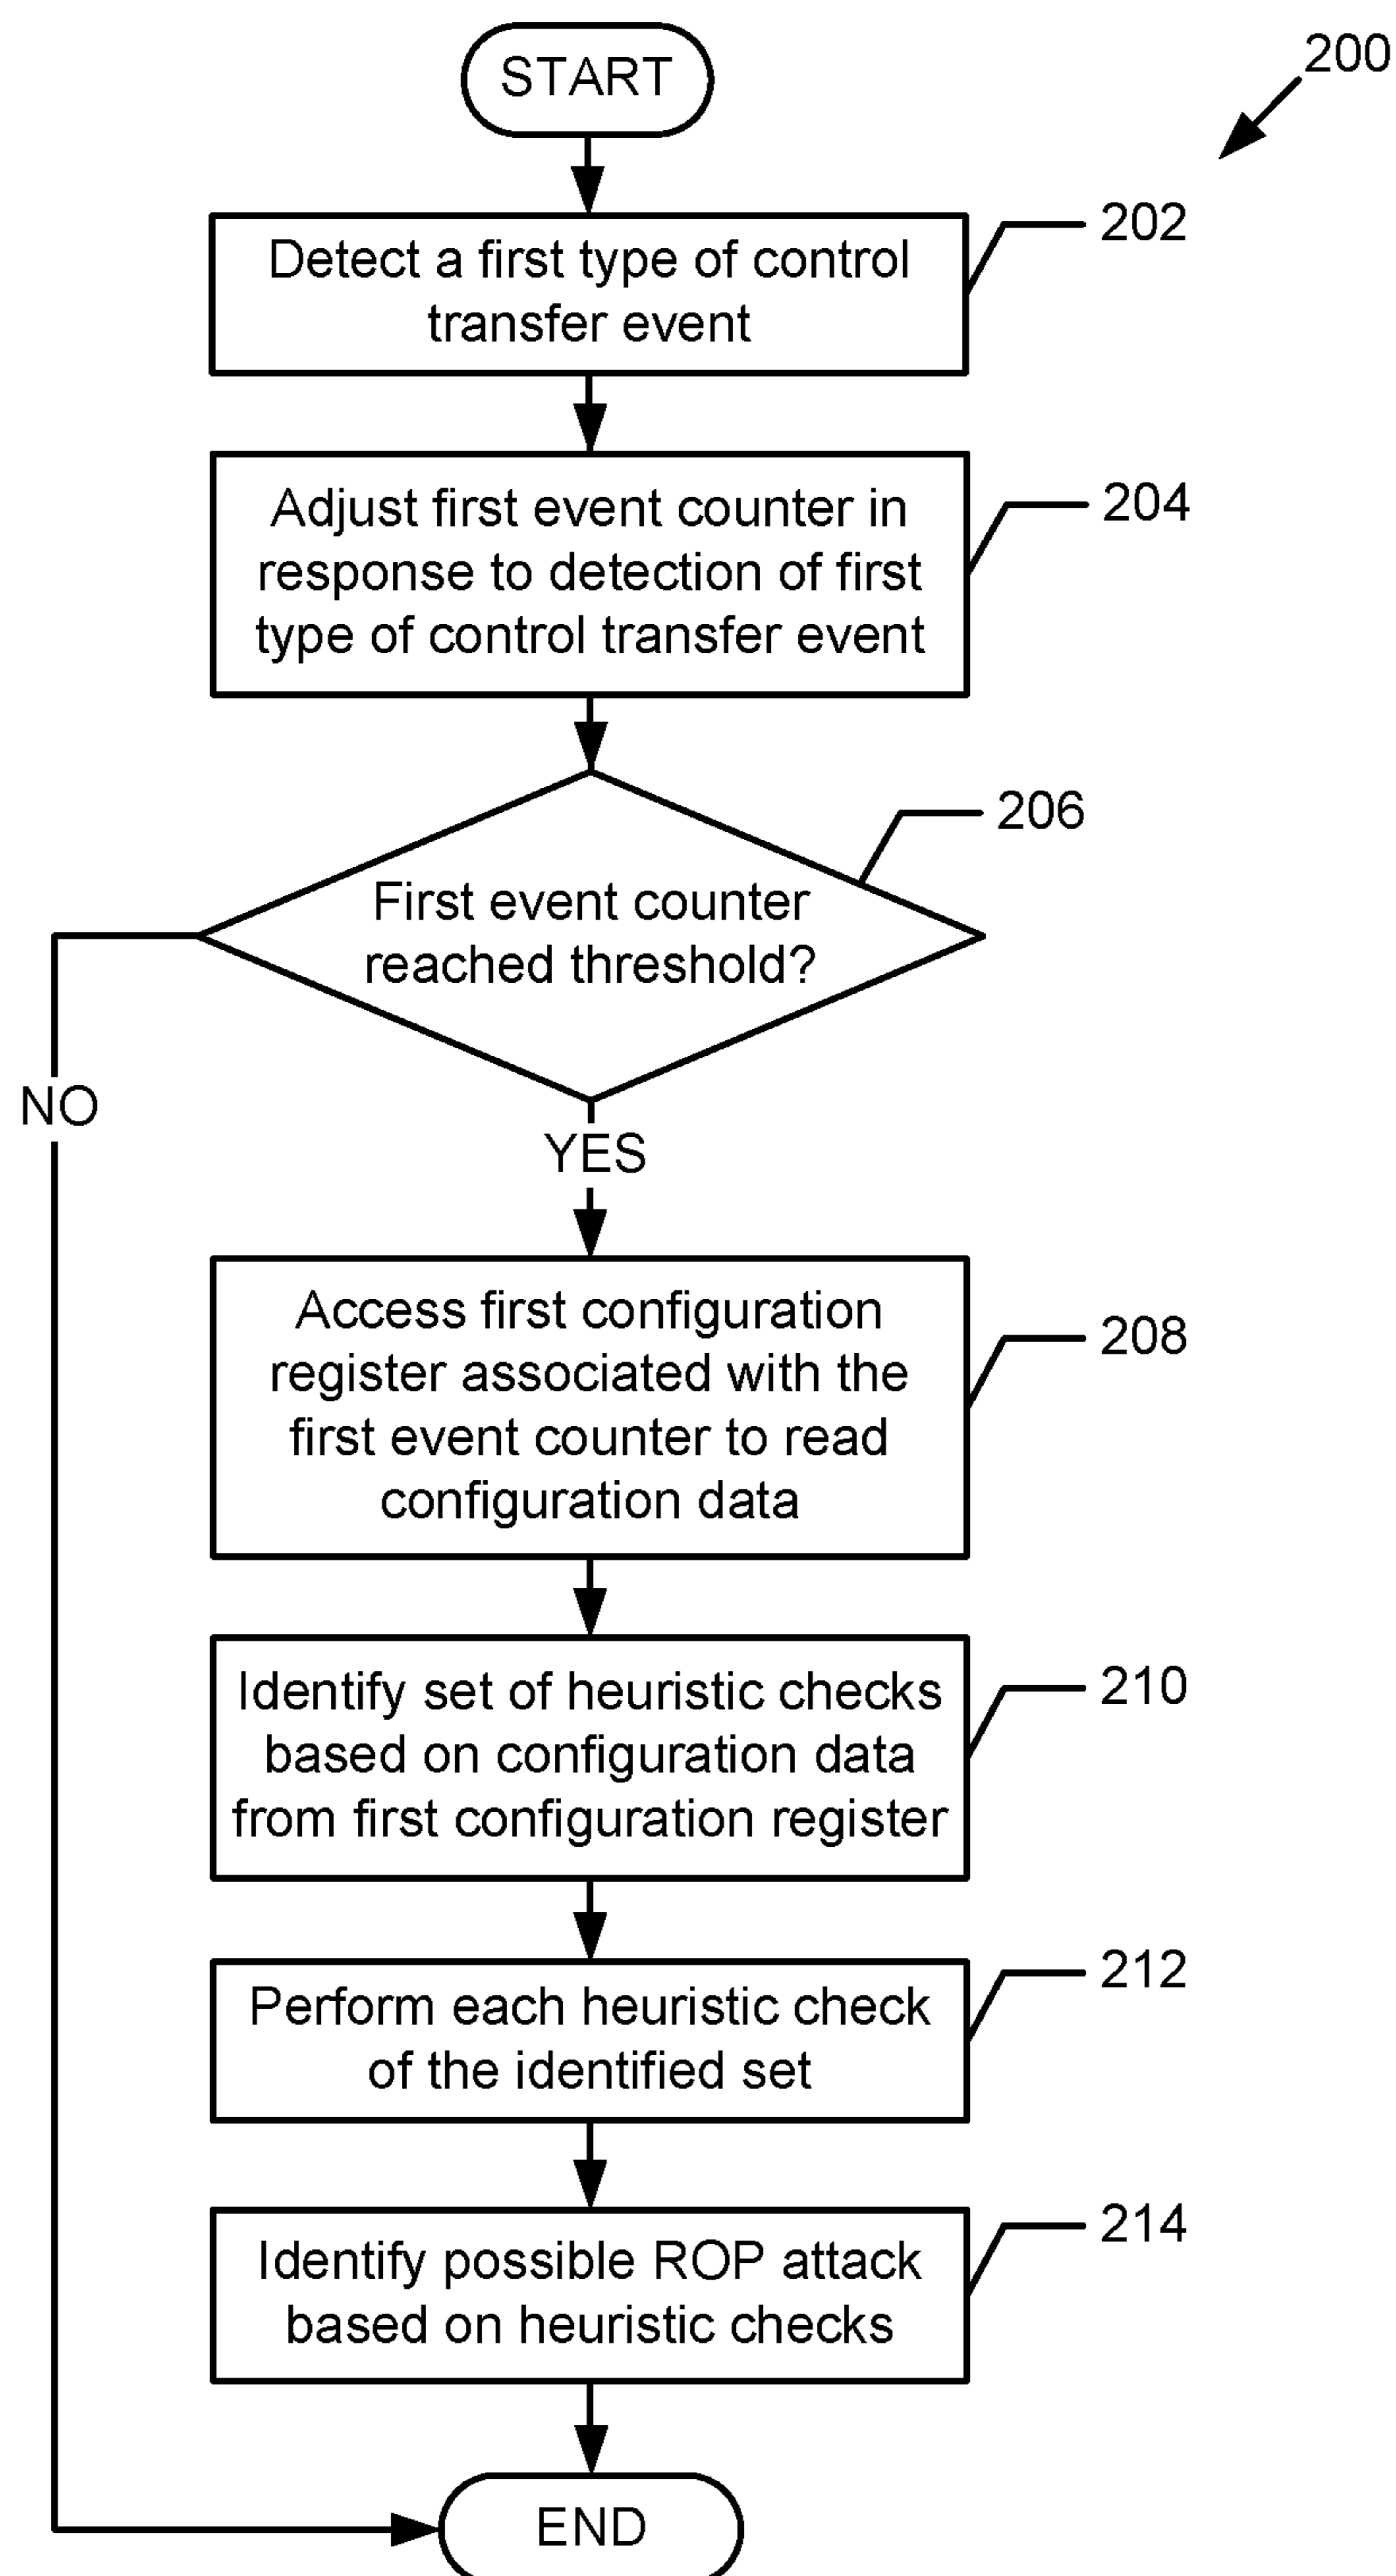 START
200
Detect a first type of control
transfer event
202
Adjust first event counter in
response to detection of first
type of control transfer event
204
First event counter
reached threshold?
206
NO
YES
Access first configuration
register associated with the
first event counter to read
configuration data
208
Identify set of heuristic checks
based on configuration data
from first configuration register
210
Perform each heuristic check
of the identified set
212
Identify possible ROP attack
based on heuristic checks
214
END